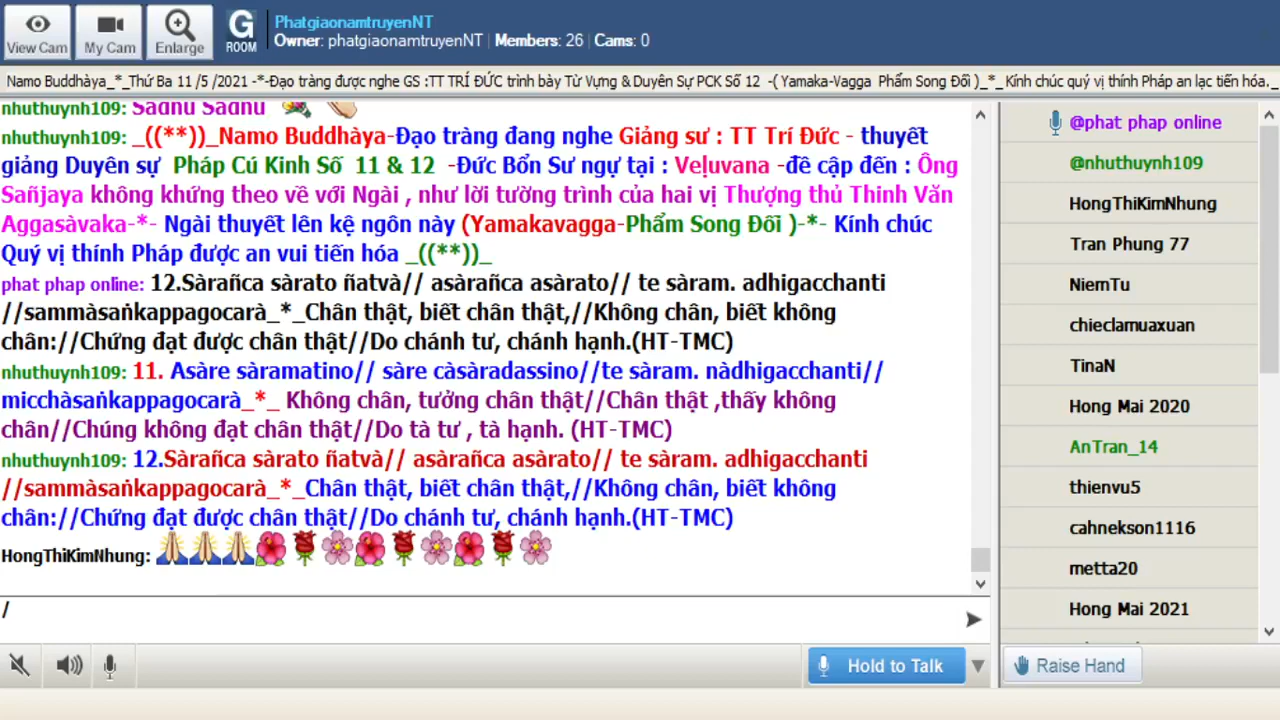 View Cam
My Cam
Enlarge
G
ROOM
PhatgiaonamtruyenNT
Owner: phatgiaonamtruyenNT | Members: 26 | Cams: 0
Namo Buddhàya_*_Thứ Ba 11 /5 /2021 -*-Đạo tràng được nghe GS :TT TRÍ ĐỨC trình bày Từ Vựng & Duyên Sự PCK Số 12 -( Yamaka-Vagga Phẩm Song Đối )_*_ Kính chúc quý vị thính Pháp an lạc tiến hóa._
nhuthuynh109: Sadhu Sadhu
nhuthuynh109: _((**))_Namo Buddhàya-Đạo tràng đang nghe Giảng sư : TT Trí Đức - thuyết
giảng Duyên sự Pháp Cú Kinh Số 11 & 12 -Đức Bổn Sư ngự tại : Veḷuvana -đề cập đến : Ông
Sañjaya không khứng theo về với Ngài , như lời tường trình của hai vị Thượng thủ Thinh Văn
Aggasàvaka-*- Ngài thuyết lên kệ ngôn này (Yamakavagga-Phẩm Song Đối )-*- Kính chúc
Quý vị thính Pháp được an vui tiến hóa _((**))_
phat phap online: 12.Sàrañca sàrato ñatvà// asàrañca asàrato// te sàram. adhigacchanti
//sammàsaṅkappagocarà_*_Chân thật, biết chân thật,//Không chân, biết không
chân://Chứng đạt được chân thật//Do chánh tư, chánh hạnh.(HT-TMC)
nhuthuynh109: 11. Asàre sàramatino// sàre càsàradassino//te sàram. nàdhigacchanti//
micchàsaṅkappagocarà_*_ Không chân, tưởng chân thật//Chân thật ,thấy không
chân//Chúng không đạt chân thật//Do tà tư , tà hạnh. (HT-TMC)
nhuthuynh109: 12.Sàrañca sàrato ñatvà// asàrañca asàrato// te sàram. adhigacchanti
//sammàsaṅkappagocarà_*_Chân thật, biết chân thật,//Không chân, biết không
chân://Chứng đạt được chân thật//Do chánh tư, chánh hạnh.(HT-TMC)
HongThiKimNhung:
/
Hold to Talk
@phat phap online
@nhuthuynh109
HongThiKimNhung
Tran Phung 77
NiemTu
chieclamuaxuan
TinaN
Hong Mai 2020
AnTran_14
thienvu5
cahnekson1116
metta20
Hong Mai 2021
Raise Hand